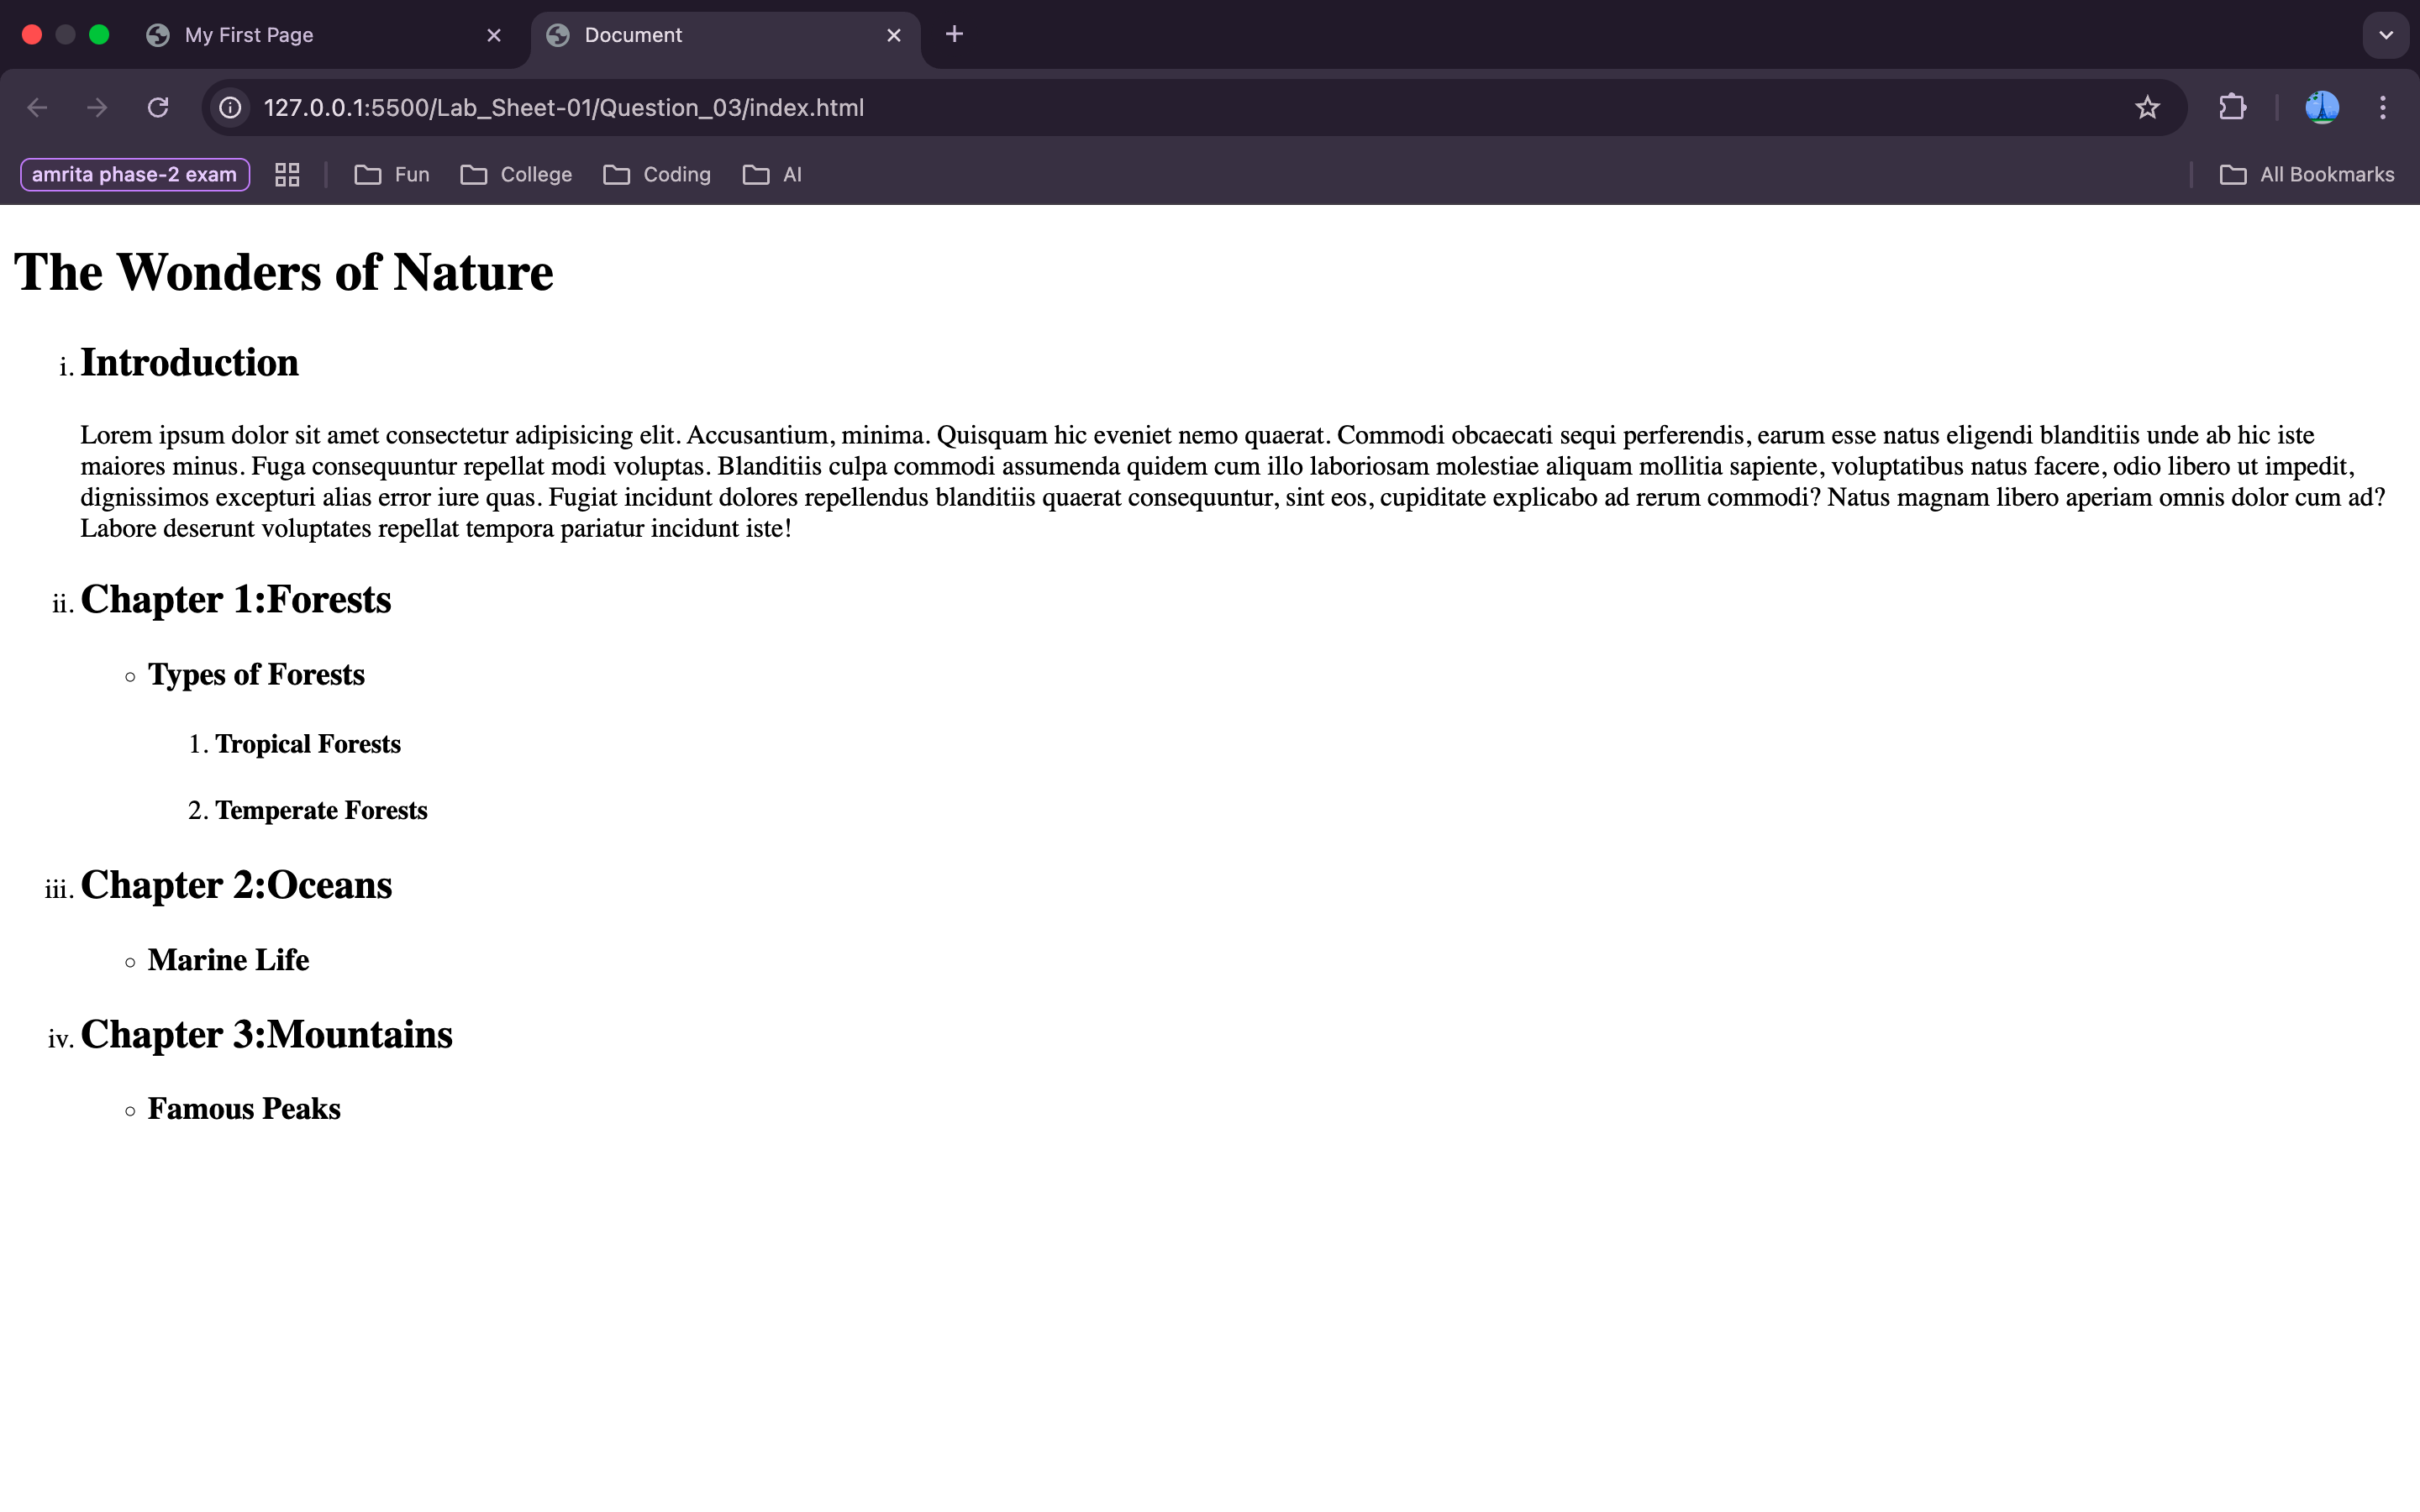 My First Page
Document
127.0.0.1:5500/Lab_Sheet-01/Question_03/index.html
amrita phase-2 exam
Fun
College
Coding
AI
All Bookmarks
The Wonders of Nature
i. Introduction
Lorem ipsum dolor sit amet consectetur adipisicing elit. Accusantium, minima. Quisquam hic eveniet nemo quaerat. Commodi obcaecati sequi perferendis, earum esse natus eligendi blanditiis unde ab hic iste
maiores minus. Fuga consequuntur repellat modi voluptas. Blanditiis culpa commodi assumenda quidem cum illo laboriosam molestiae aliquam mollitia sapiente, voluptatibus natus facere, odio libero ut impedit,
dignissimos excepturi alias error iure quas. Fugiat incidunt dolores repellendus blanditiis quaerat consequuntur, sint eos, cupiditate explicabo ad rerum commodi? Natus magnam libero aperiam omnis dolor cum ad?
Labore deserunt voluptates repellat tempora pariatur incidunt iste!
ii. Chapter 1:Forests
Types of Forests
1. Tropical Forests
2. Temperate Forests
iii. Chapter 2:Oceans
Marine Life
iv. Chapter 3:Mountains
Famous Peaks